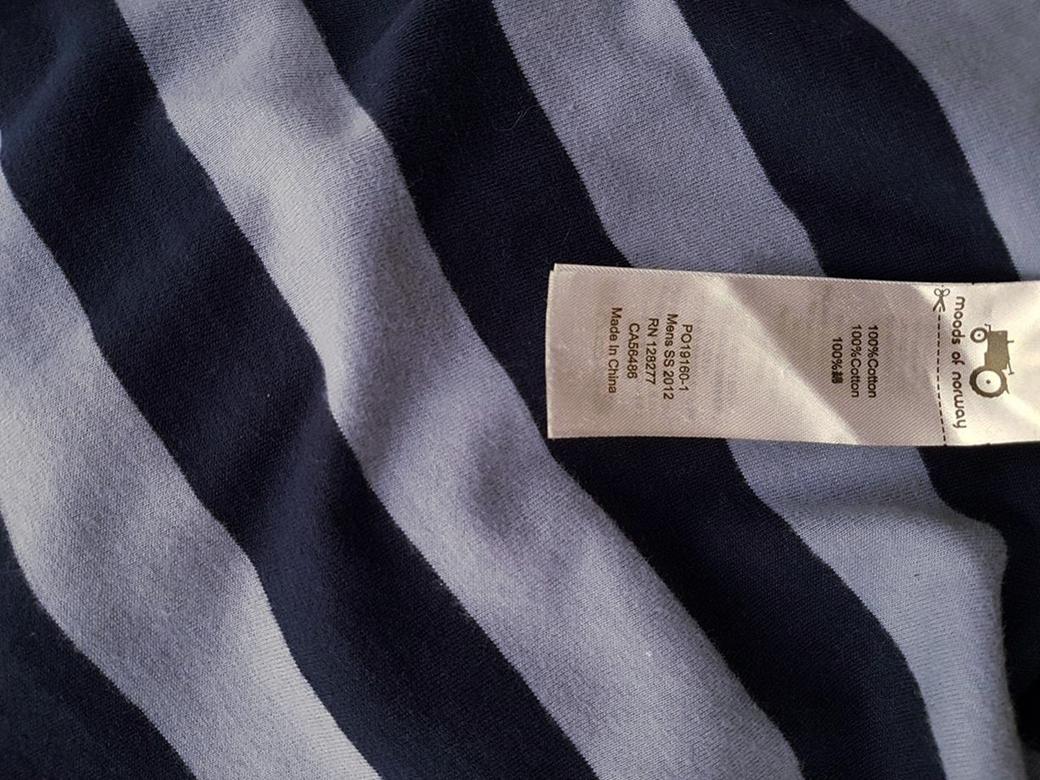 moods of norway
100%Cotton
100%Cotton
100%綿
PO19160-1
Mens SS 2012
RN 128277
CA56486
Made in China